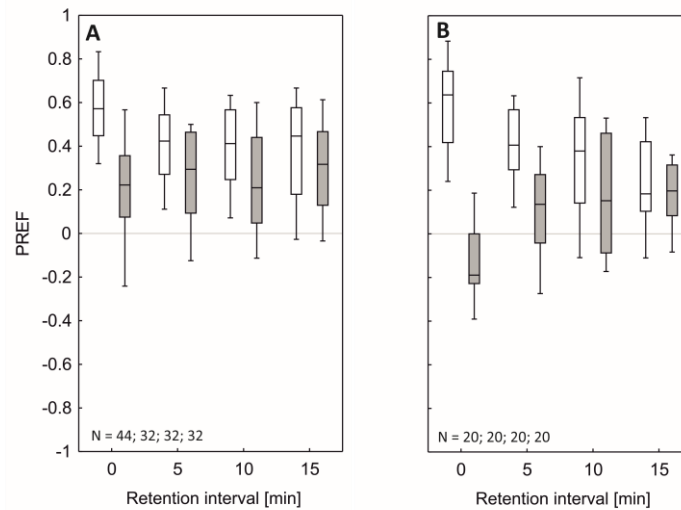 A
B
PREF
1
0.8
0.6
0.4
0.2
0
-0.2
-0.4
-0.6
-0.8
-1
N = 44; 32; 32; 32
N = 20; 20; 20; 20
0 5 10 15
0 5 10 15
Retention interval [min]
Retention interval [min]